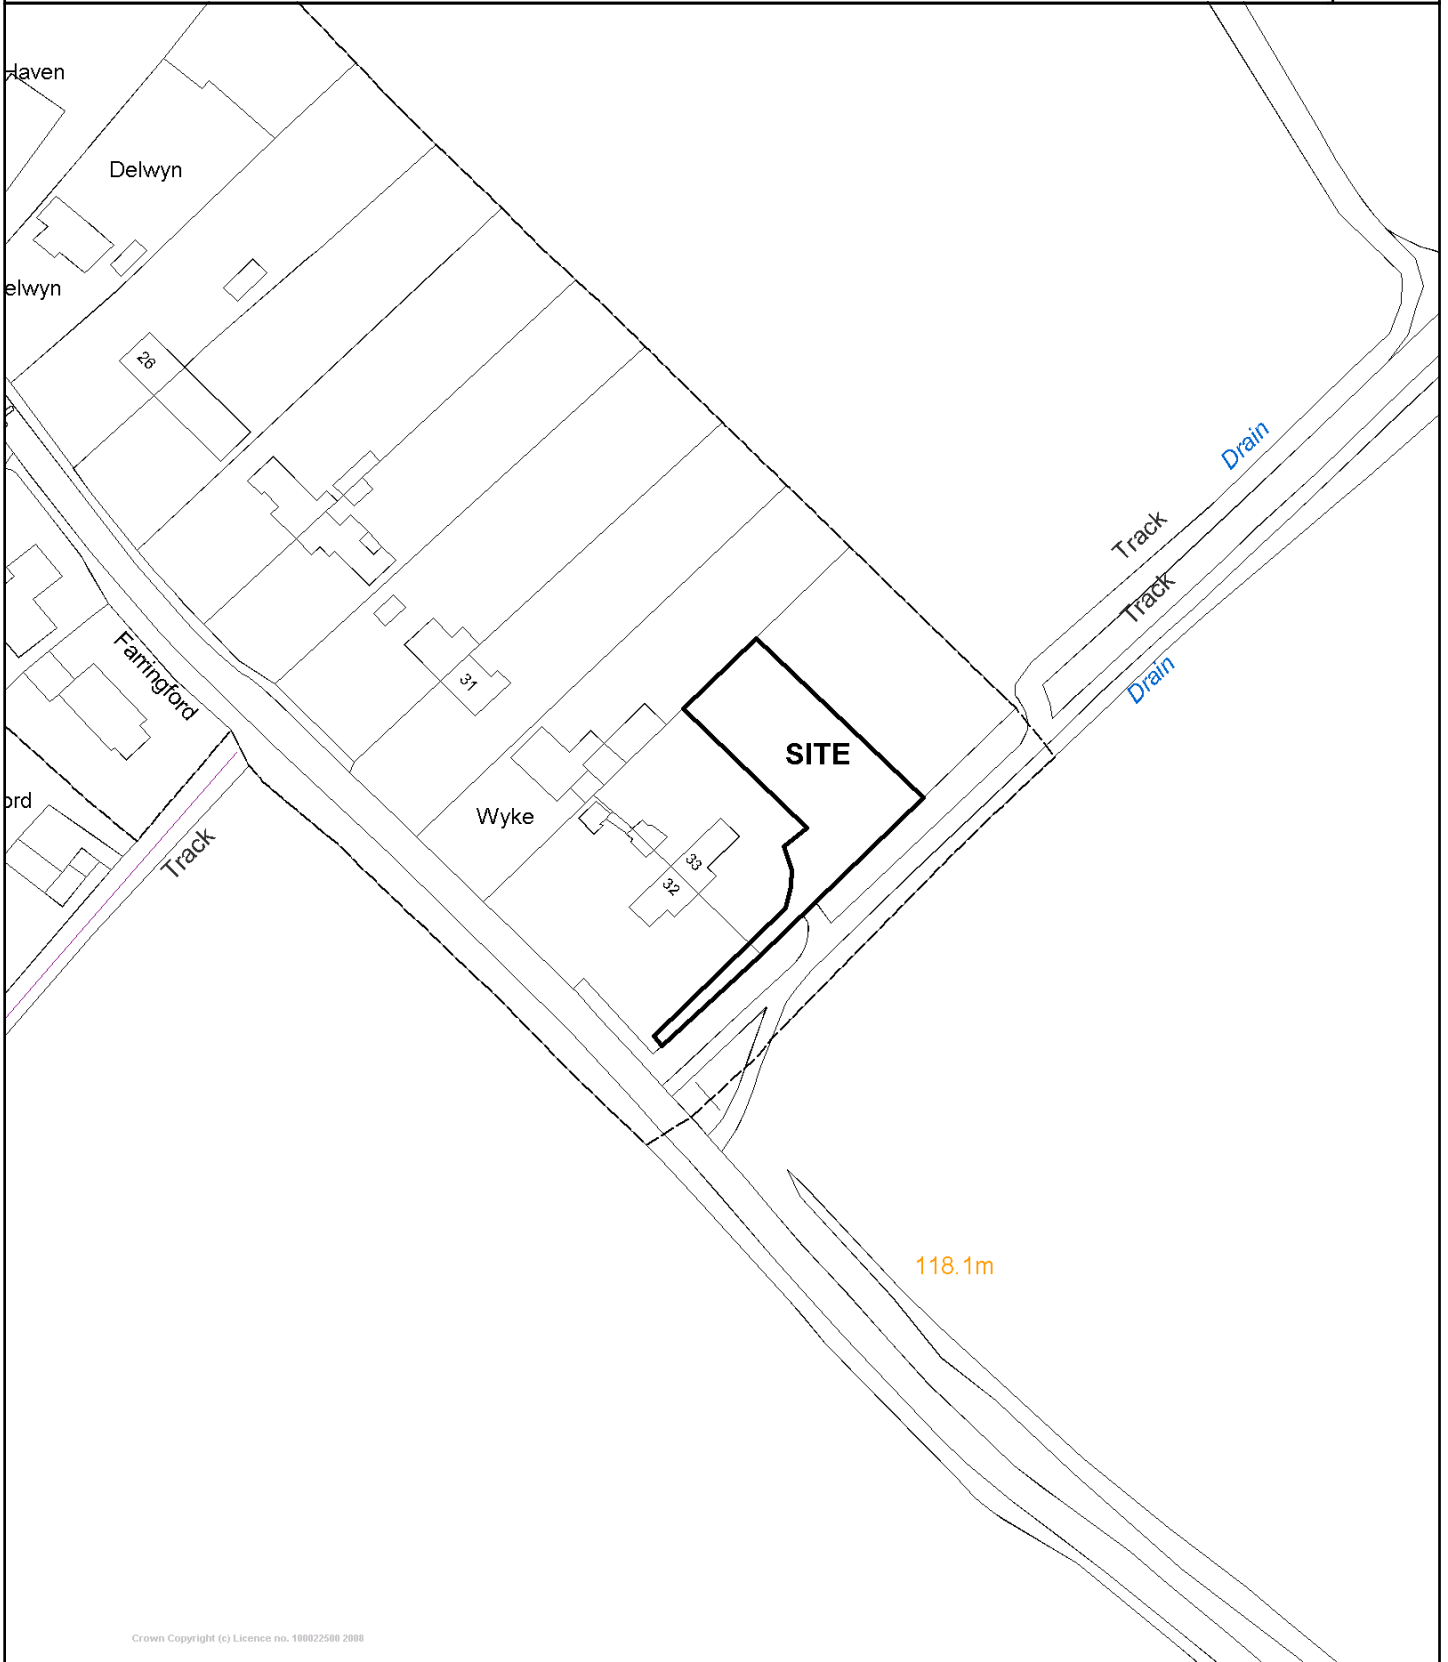 Haven
Delwyn
elwyn
26
Drain
Track
Track
Farringford
31
Drain
SITE
ord
Wyke
Track
33
32
118.1m
Crown Copyright (c) Licence no. 100022500 2008